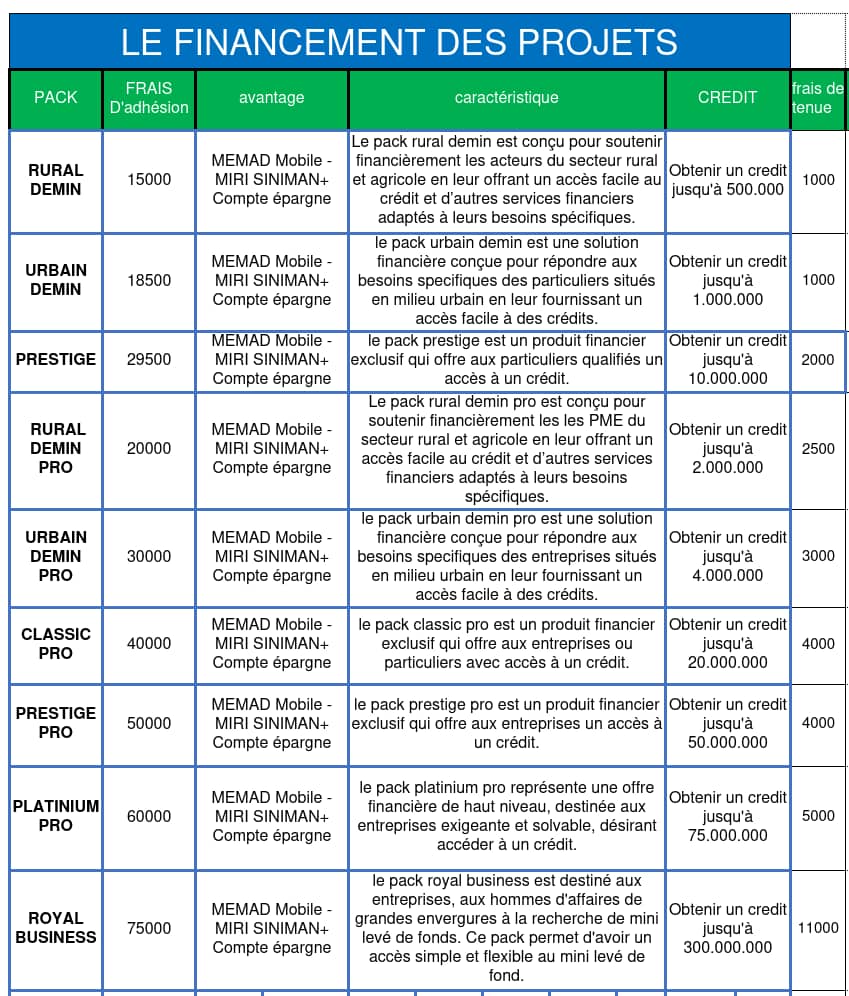 LE FINANCEMENT DES PROJETS
PACK
FRAIS
D'adhésion
avantage
caractéristique
CREDIT
frais de
tenue
RURAL
DEMIN
15000
MEMAD Mobile -
MIRI SINIMAN+
Compte épargne
Le pack rural demin est conçu pour soutenir
financièrement les acteurs du secteur rural
et agricole en leur offrant un accès facile au
crédit et d’autres services financiers
adaptés à leurs besoins spécifiques.
Obtenir un credit
jusqu'à 500.000
1000
URBAIN
DEMIN
18500
MEMAD Mobile -
MIRI SINIMAN+
Compte épargne
le pack urbain demin est une solution
financière conçue pour répondre aux
besoins specifiques des particuliers situés
en milieu urbain en leur fournissant un
accès facile à des crédits.
Obtenir un credit
jusqu'à
1.000.000
1000
PRESTIGE
29500
MEMAD Mobile -
MIRI SINIMAN+
Compte épargne
le pack prestige est un produit financier
exclusif qui offre aux particuliers qualifiés un
accès à un crédit.
Obtenir un credit
jusqu'à
10.000.000
2000
RURAL
DEMIN
PRO
20000
MEMAD Mobile -
MIRI SINIMAN+
Compte épargne
Le pack rural demin pro est conçu pour
soutenir financièrement les les PME du
secteur rural et agricole en leur offrant un
accès facile au crédit et d’autres services
financiers adaptés à leurs besoins
spécifiques.
Obtenir un credit
jusqu'à
2.000.000
2500
URBAIN
DEMIN
PRO
30000
MEMAD Mobile -
MIRI SINIMAN+
Compte épargne
le pack urbain demin pro est une solution
financière conçue pour répondre aux
besoins specifiques des entreprises situés
en milieu urbain en leur fournissant un
accès facile à des crédits.
Obtenir un credit
jusqu'à
4.000.000
3000
CLASSIC
PRO
40000
MEMAD Mobile -
MIRI SINIMAN+
Compte épargne
le pack classic pro est un produit financier
exclusif qui offre aux entreprises ou
particuliers avec accès à un crédit.
Obtenir un credit
jusqu'à
20.000.000
4000
PRESTIGE
PRO
50000
MEMAD Mobile -
MIRI SINIMAN+
Compte épargne
le pack prestige pro est un produit financier
exclusif qui offre aux entreprises un accès à
un crédit.
Obtenir un credit
jusqu'à
50.000.000
4000
PLATINIUM
PRO
60000
MEMAD Mobile -
MIRI SINIMAN+
Compte épargne
le pack platinium pro représente une offre
financière de haut niveau, destinée aux
entreprises exigeante et solvable, désirant
accéder à un crédit.
Obtenir un credit
jusqu'à
75.000.000
5000
ROYAL
BUSINESS
75000
MEMAD Mobile -
MIRI SINIMAN+
Compte épargne
le pack royal business est destiné aux
entreprises, aux hommes d'affaires de
grandes envergures à la recherche de mini
levé de fonds. Ce pack permet d'avoir un
accès simple et flexible au mini levé de
fond.
Obtenir un credit
jusqu'à
300.000.000
11000